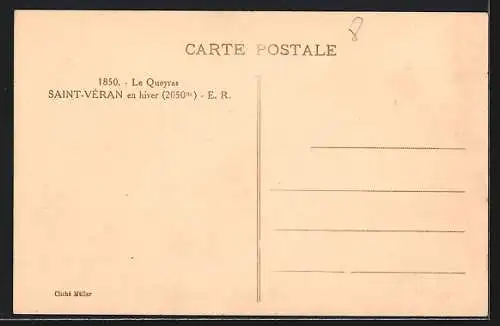 8
CARTE POSTALE
1850. - Le Queyras
SAINT-VÉRAN en hiver (2050ᵐ) - E. R.
Cliché Müller